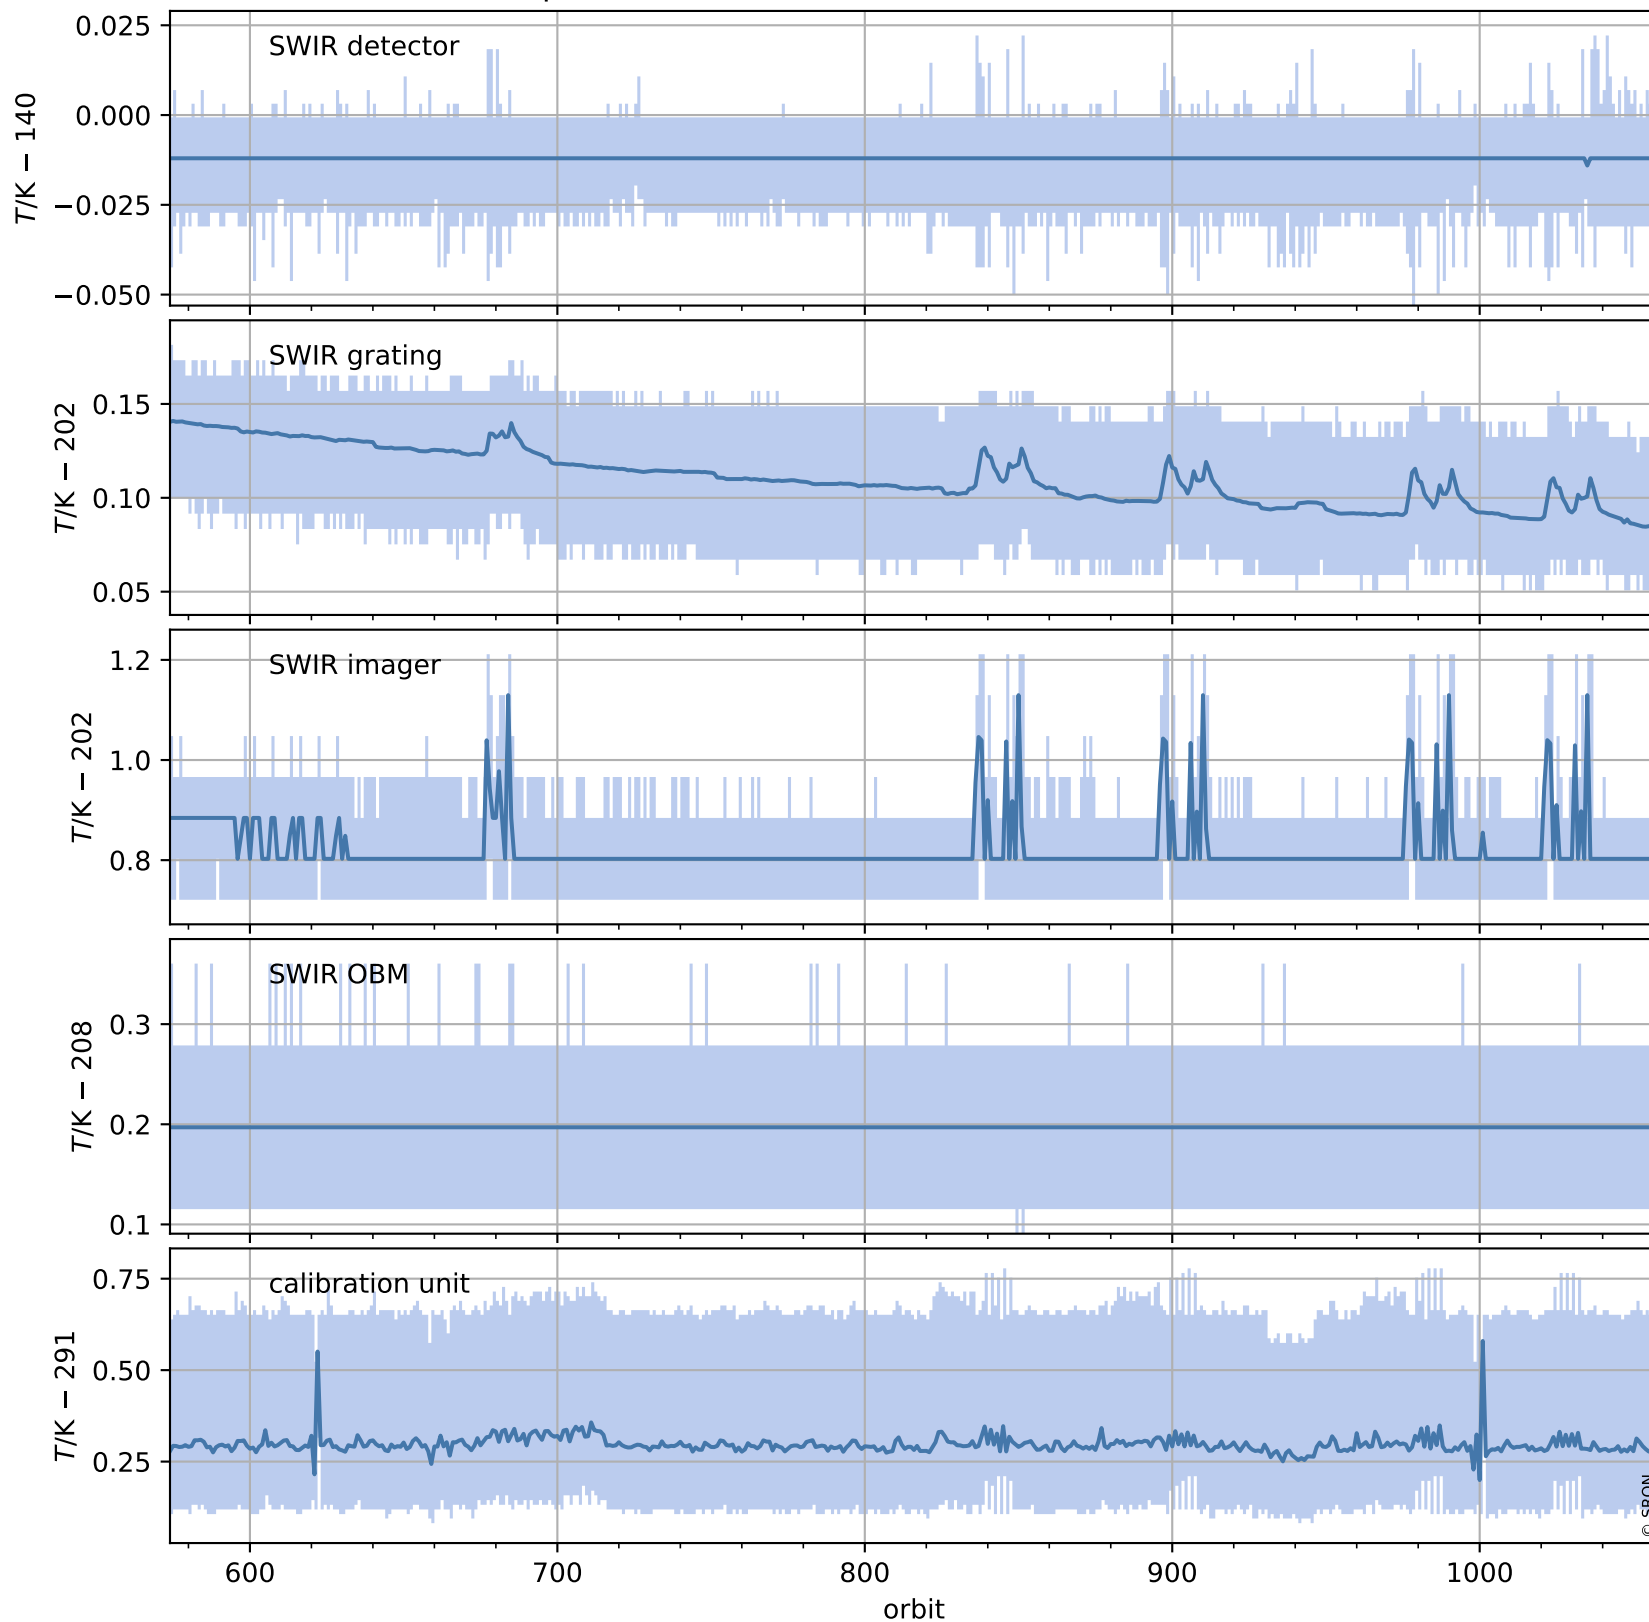 0.025
0.000
−0.025
−0.050
T/K − 140
SWIR detector
0.15
0.10
0.05
T/K − 202
SWIR grating
1.2
1.0
0.8
T/K − 202
SWIR imager
0.3
0.2
0.1
T/K − 208
SWIR OBM
0.75
0.50
0.25
T/K − 291
calibration unit
© SRON
600 700 800 900 1000
orbit